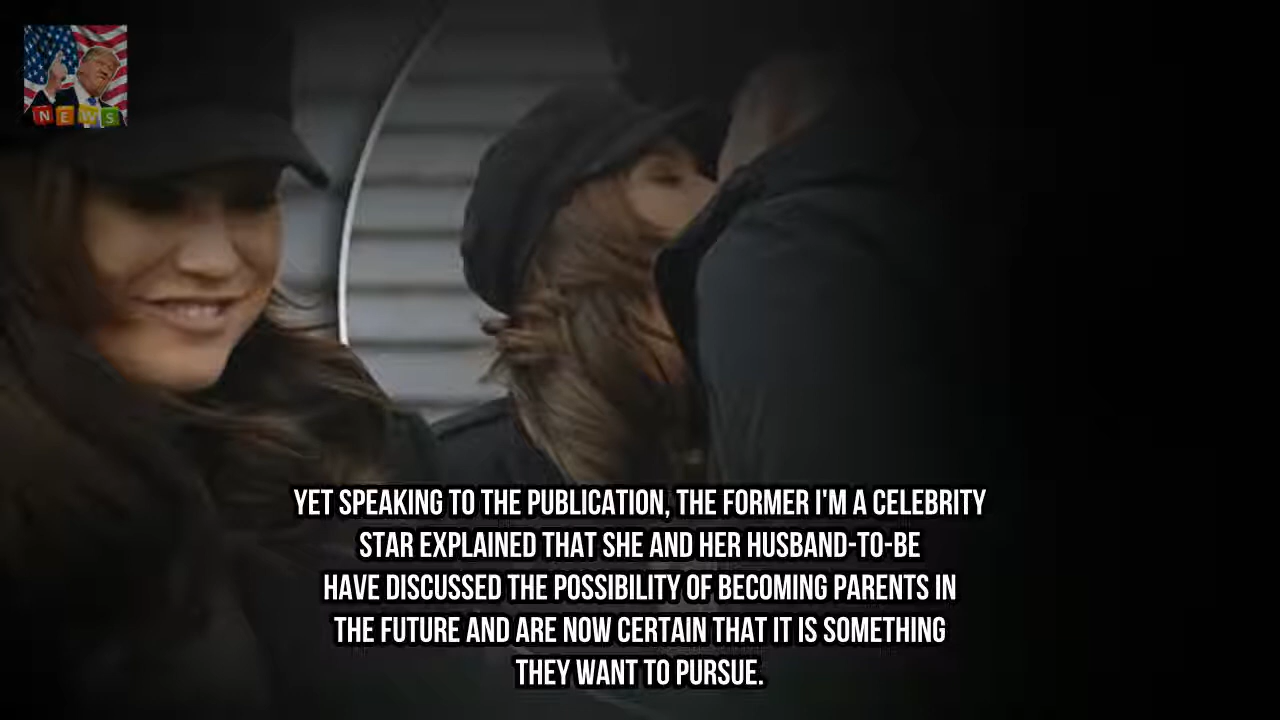 NEWS
YET SPEAKING TO THE PUBLICATION, THE FORMER I'M A CELEBRITY
STAR EXPLAINED THAT SHE AND HER HUSBAND-TO-BE
HAVE DISCUSSED THE POSSIBILITY OF BECOMING PARENTS IN
THE FUTURE AND ARE NOW CERTAIN THAT IT IS SOMETHING
THEY WANT TO PURSUE.